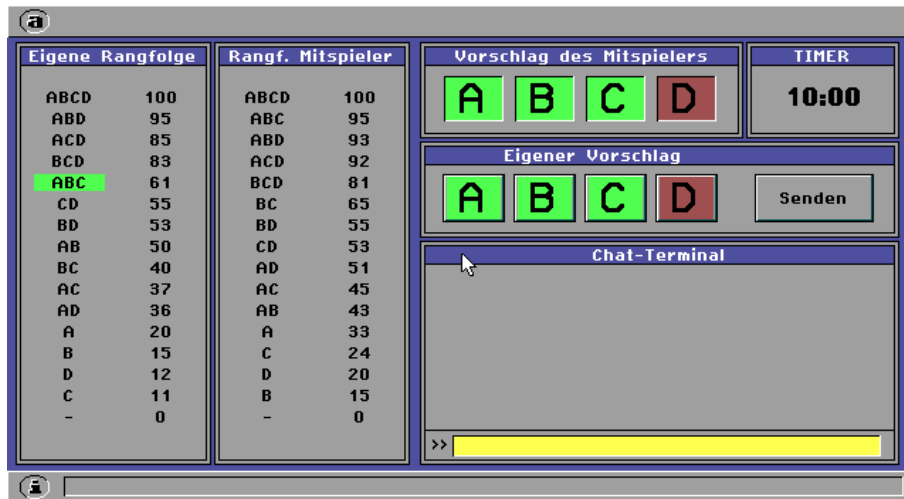 a
Eigene Rangfolge
ABCD 100
ABD 95
ACD 85
BCD 83
ABC 61
CD 55
BD 53
AB 50
BC 40
AC 37
AD 36
A 20
B 15
D 12
C 11
- 0
Rangf. Mitspieler
ABCD 100
ABC 95
ABD 93
ACD 92
BCD 81
BC 65
BD 55
CD 53
AD 51
AC 45
AB 43
A 33
C 24
D 20
B 15
- 0
Vorschlag des Mitspielers
A B C D
TIMER
10:00
Eigener Vorschlag
A B C D
Senden
Chat-Terminal
>>
i